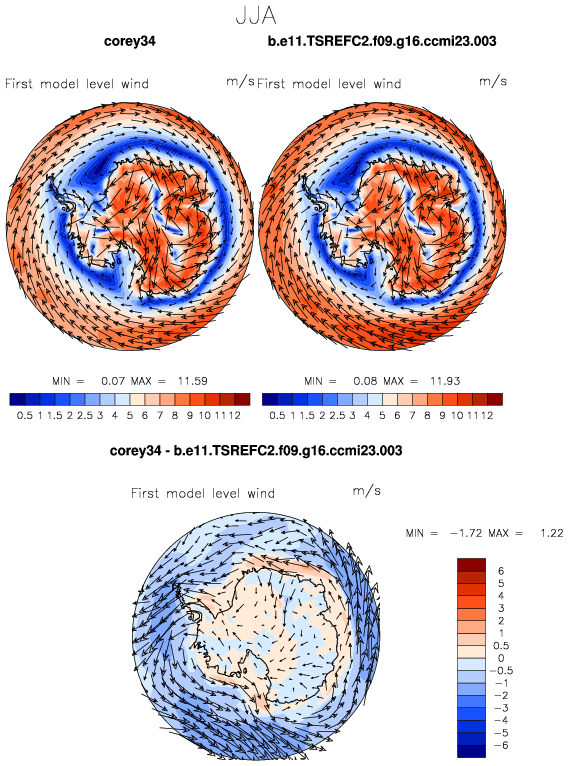 JJA
corey34
b.e11.TSREFC2.f09.g16.ccmi23.003
First model level wind m/s
First model level wind m/s
MIN = 0.07 MAX = 11.59
MIN = 0.08 MAX = 11.93
0.5 1 1.5 2 2.5 3 4 5 6 7 8 9 10 11 12
0.5 1 1.5 2 2.5 3 4 5 6 7 8 9 10 11 12
corey34 - b.e11.TSREFC2.f09.g16.ccmi23.003
First model level wind m/s
MIN = -1.72 MAX = 1.22
6
5
4
3
2
1
0.5
0
-0.5
-1
-2
-3
-4
-5
-6